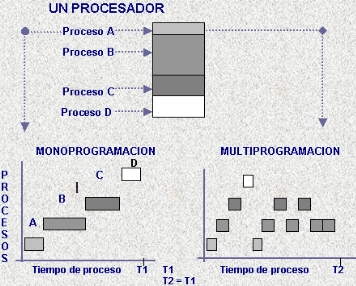 UN PROCESADOR
Proceso A
Proceso B
Proceso C
Proceso D
MONOPROGRAMACION
MULTIPROGRAMACION
PROCESOS
D
C
B
A
Tiempo de proceso T1
T1
T2 = T1
Tiempo de proceso T2